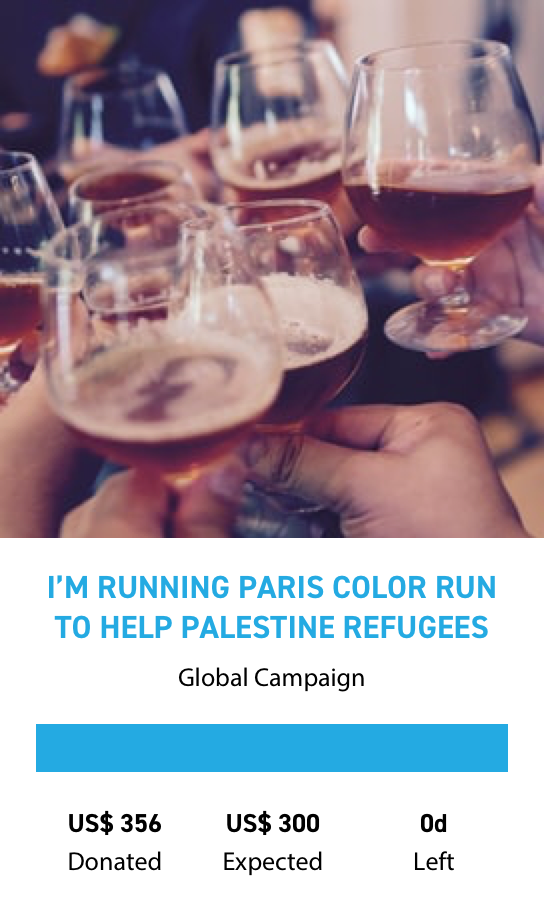 I’M RUNNING PARIS COLOR RUN
TO HELP PALESTINE REFUGEES
Global Campaign
US$ 356 US$ 300 0d
Donated Expected Left